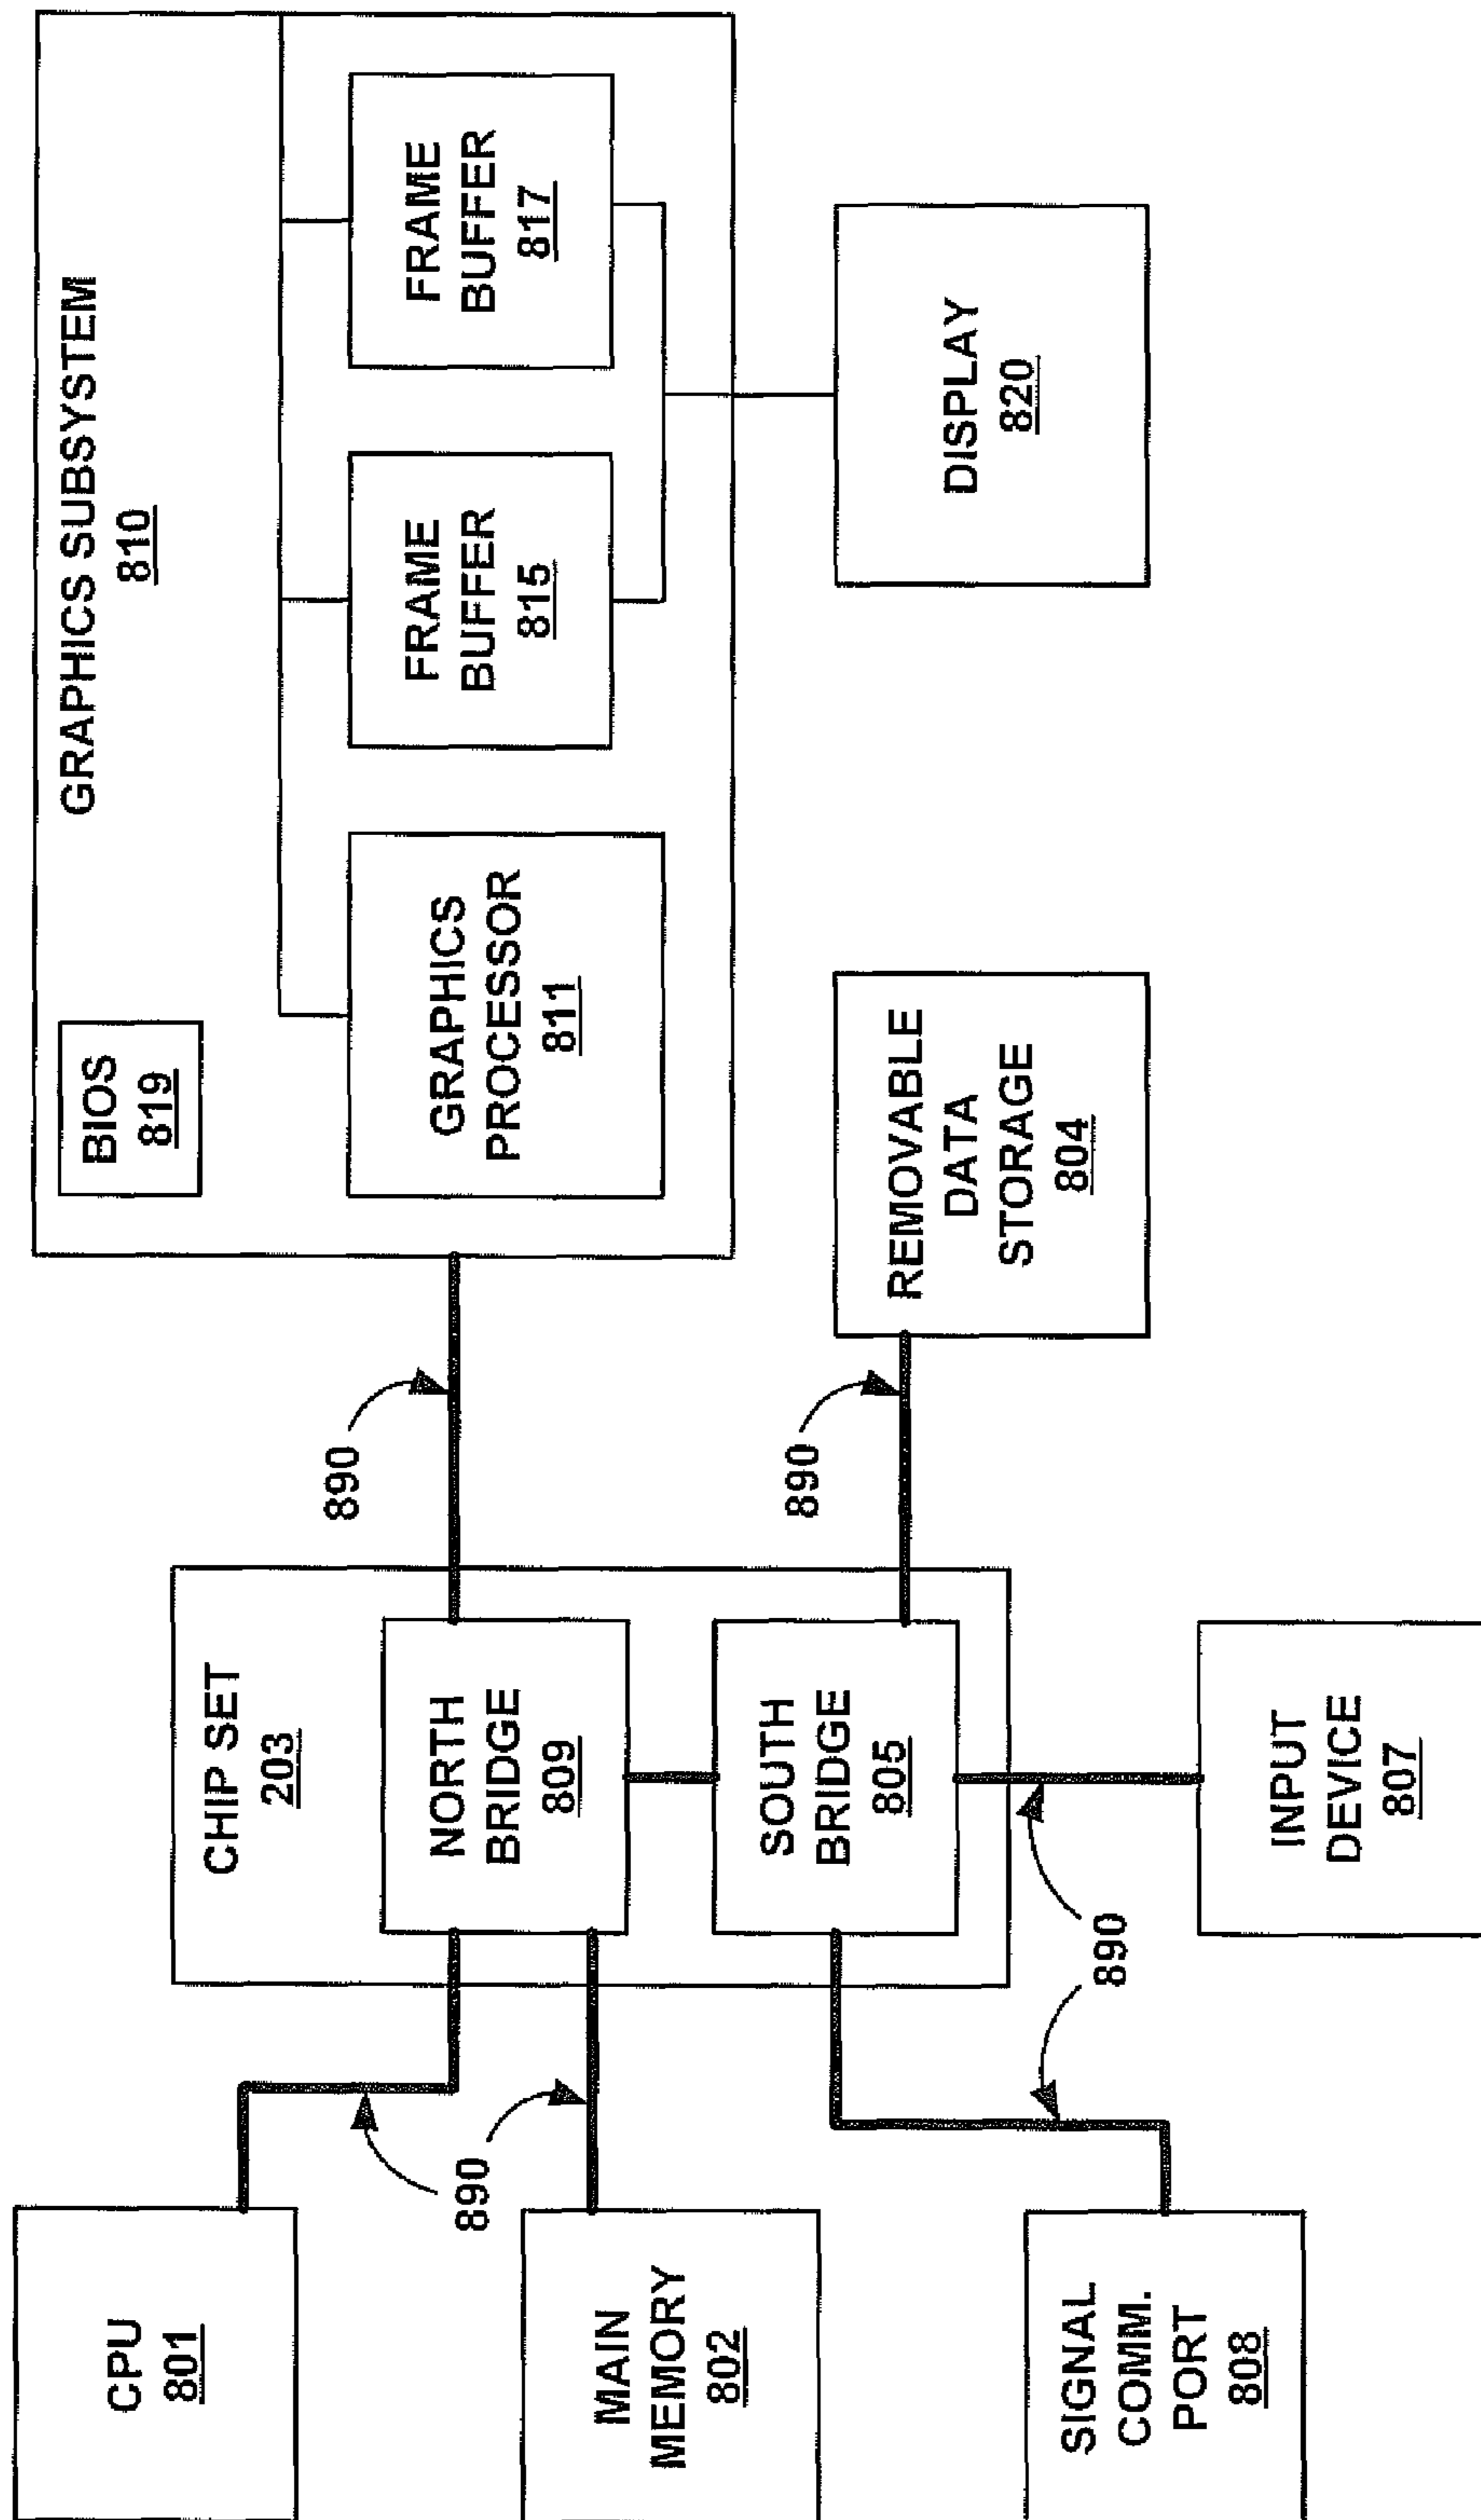 CPU
801
MAIN
MEMORY
802
SIGNAL
COMM.
PORT
808
890
890
CHIP SET
203
NORTH
BRIDGE
809
SOUTH
BRIDGE
805
INPUT
DEVICE
807
890
890
REMOVABLE
DATA
STORAGE
804
GRAPHICS SUBSYSTEM
810
BIOS
819
GRAPHICS
PROCESSOR
811
FRAME
BUFFER
815
FRAME
BUFFER
817
DISPLAY
820